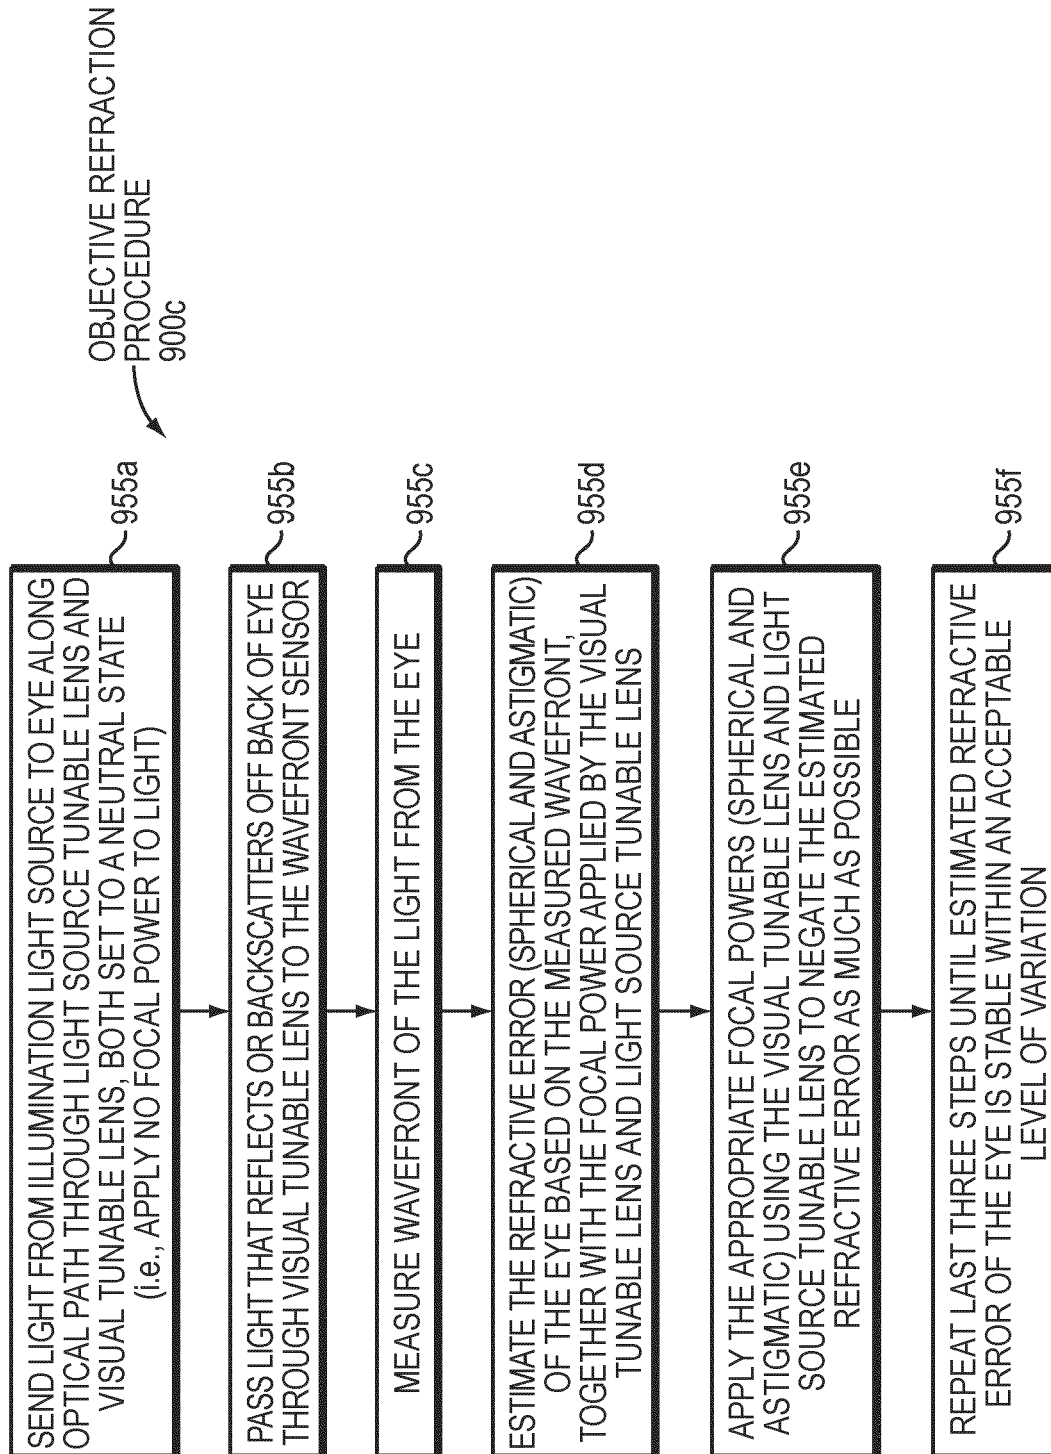 OBJECTIVE REFRACTION
PROCEDURE
900c
SEND LIGHT FROM ILLUMINATION LIGHT SOURCE TO EYE ALONG
OPTICAL PATH THROUGH LIGHT SOURCE TUNABLE LENS AND
VISUAL TUNABLE LENS, BOTH SET TO A NEUTRAL STATE
(i.e., APPLY NO FOCAL POWER TO LIGHT)
955a
PASS LIGHT THAT REFLECTS OR BACKSCATTERS OFF BACK OF EYE
THROUGH VISUAL TUNABLE LENS TO THE WAVEFRONT SENSOR
955b
MEASURE WAVEFRONT OF THE LIGHT FROM THE EYE
955c
ESTIMATE THE REFRACTIVE ERROR (SPHERICAL AND ASTIGMATIC)
OF THE EYE BASED ON THE MEASURED WAVEFRONT,
TOGETHER WITH THE FOCAL POWER APPLIED BY THE VISUAL
TUNABLE LENS AND LIGHT SOURCE TUNABLE LENS
955d
APPLY THE APPROPRIATE FOCAL POWERS (SPHERICAL AND
ASTIGMATIC) USING THE VISUAL TUNABLE LENS AND LIGHT
SOURCE TUNABLE LENS TO NEGATE THE ESTIMATED
REFRACTIVE ERROR AS MUCH AS POSSIBLE
955e
REPEAT LAST THREE STEPS UNTIL ESTIMATED REFRACTIVE
ERROR OF THE EYE IS STABLE WITHIN AN ACCEPTABLE
LEVEL OF VARIATION
955f